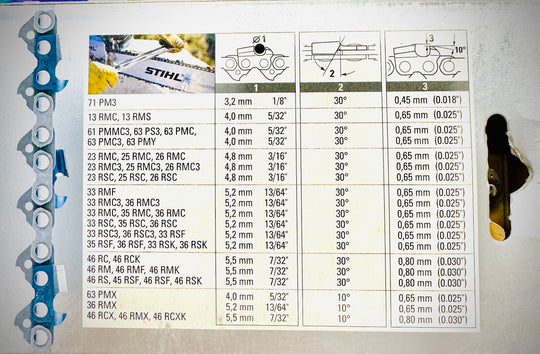 STIHL
ø 1
2
3
10°
1 2 3
71 PM3 3,2 mm 1/8" 30° 0,45 mm (0.018")
13 RMC, 13 RMS 4,0 mm 5/32" 30° 0,65 mm (0.025")
61 PMMC3, 63 PS3, 63 PMC, 4,0 mm 5/32" 30° 0,65 mm (0.025")
63 PMC3, 63 PMY 4,0 mm 5/32" 30° 0,65 mm (0.025")
23 RMC, 25 RMC, 26 RMC 4,8 mm 3/16" 30° 0,65 mm (0.025")
23 RMC3, 25 RMC3, 26 RMC3 4,8 mm 3/16" 30° 0,65 mm (0.025")
23 RSC, 25 RSC, 26 RSC 4,8 mm 3/16" 30° 0,65 mm (0.025")
33 RMF 5,2 mm 13/64" 30° 0,65 mm (0.025")
33 RMC3, 36 RMC3 5,2 mm 13/64" 30° 0,65 mm (0.025")
33 RMC, 35 RMC, 36 RMC 5,2 mm 13/64" 30° 0,65 mm (0.025")
33 RSC, 35 RSC, 36 RSC 5,2 mm 13/64" 30° 0,65 mm (0.025")
33 RSC3, 36 RSC3, 33 RSF 5,2 mm 13/64" 30° 0,65 mm (0.025")
35 RSF, 36 RSF, 33 RSK, 36 RSK 5,2 mm 13/64" 30° 0,65 mm (0.025")
46 RC, 46 RCK 5,5 mm 7/32" 30° 0,80 mm (0.030")
46 RM, 46 RMF, 46 RMK 5,5 mm 7/32" 30° 0,80 mm (0.030")
46 RS, 45 RSF, 46 RSF, 46 RSK 5,5 mm 7/32" 30° 0,80 mm (0.030")
63 PMX 4,0 mm 5/32" 10° 0,65 mm (0.025")
36 RMX 5,2 mm 13/64" 10° 0,65 mm (0.025")
46 RCX, 46 RMX, 46 RCXK 5,5 mm 7/32" 10° 0,80 mm (0.030")